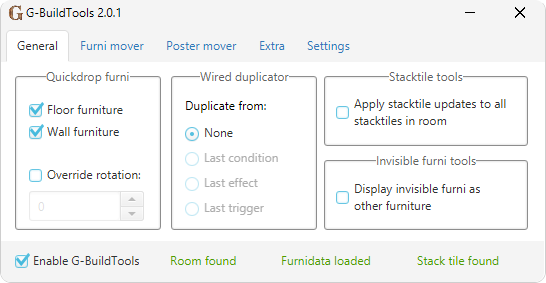 G G-BuildTools 2.0.1
General Furni mover Poster mover Extra Settings
Quickdrop furni
Floor furniture
Wall furniture
Override rotation:
0
Wired duplicator
Duplicate from:
None
Last condition
Last effect
Last trigger
Stacktile tools
Apply stacktile updates to all
stacktiles in room
Invisible furni tools
Display invisible furni as
other furniture
Enable G-BuildTools Room found Furnidata loaded Stack tile found